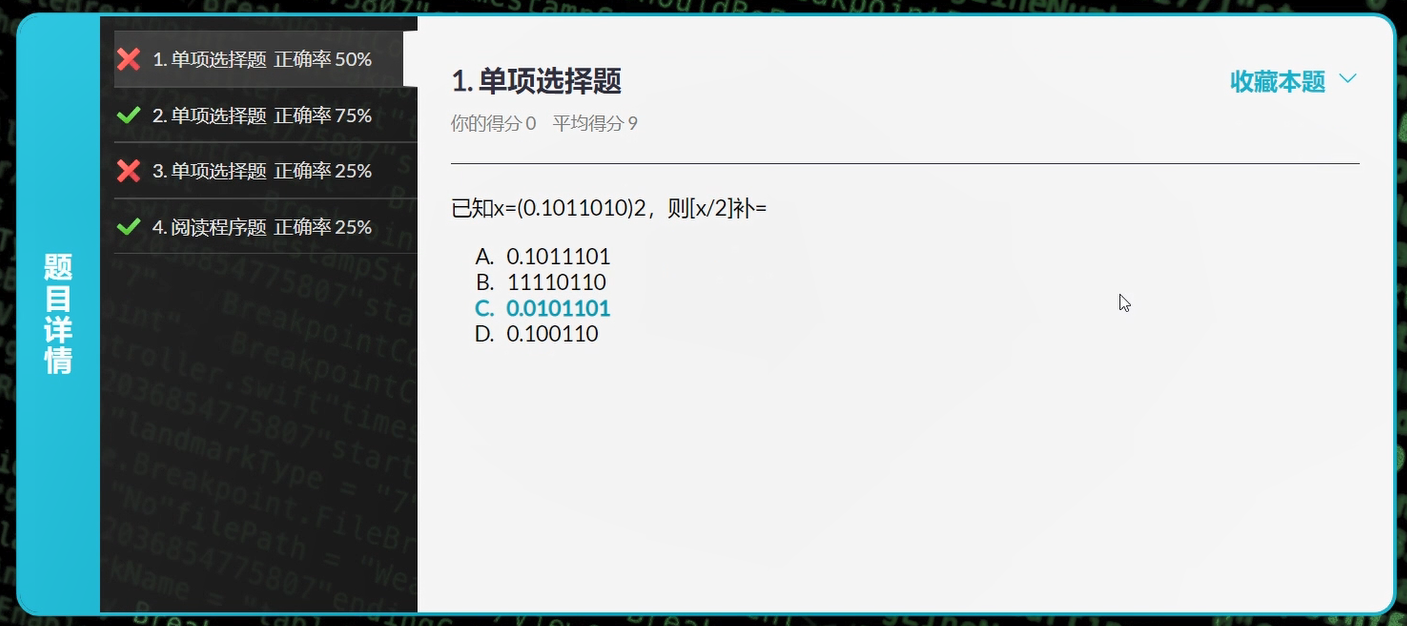 题目详情
1. 单项选择题 正确率 50%
2. 单项选择题 正确率 75%
3. 单项选择题 正确率 25%
4. 阅读程序题 正确率 25%
1. 单项选择题
收藏本题
你的得分 0 平均得分 9
已知x=(0.1011010)2，则[x/2]补=
A. 0.1011101
B. 11110110
C. 0.0101101
D. 0.100110